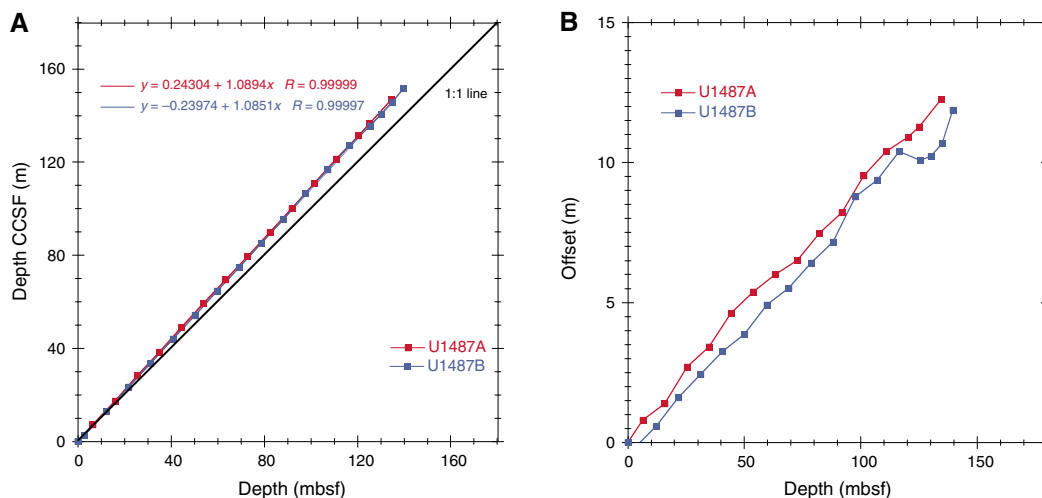 A
160
120
80
40
0
Depth CCSF (m)
y = 0.24304 + 1.0894x R = 0.99999
y = −0.23974 + 1.0851x R = 0.99997
1:1 line
U1487A
U1487B
0 40 80 120 160
Depth (mbsf)
B
15
10
5
0
Offset (m)
U1487A
U1487B
0 50 100 150
Depth (mbsf)